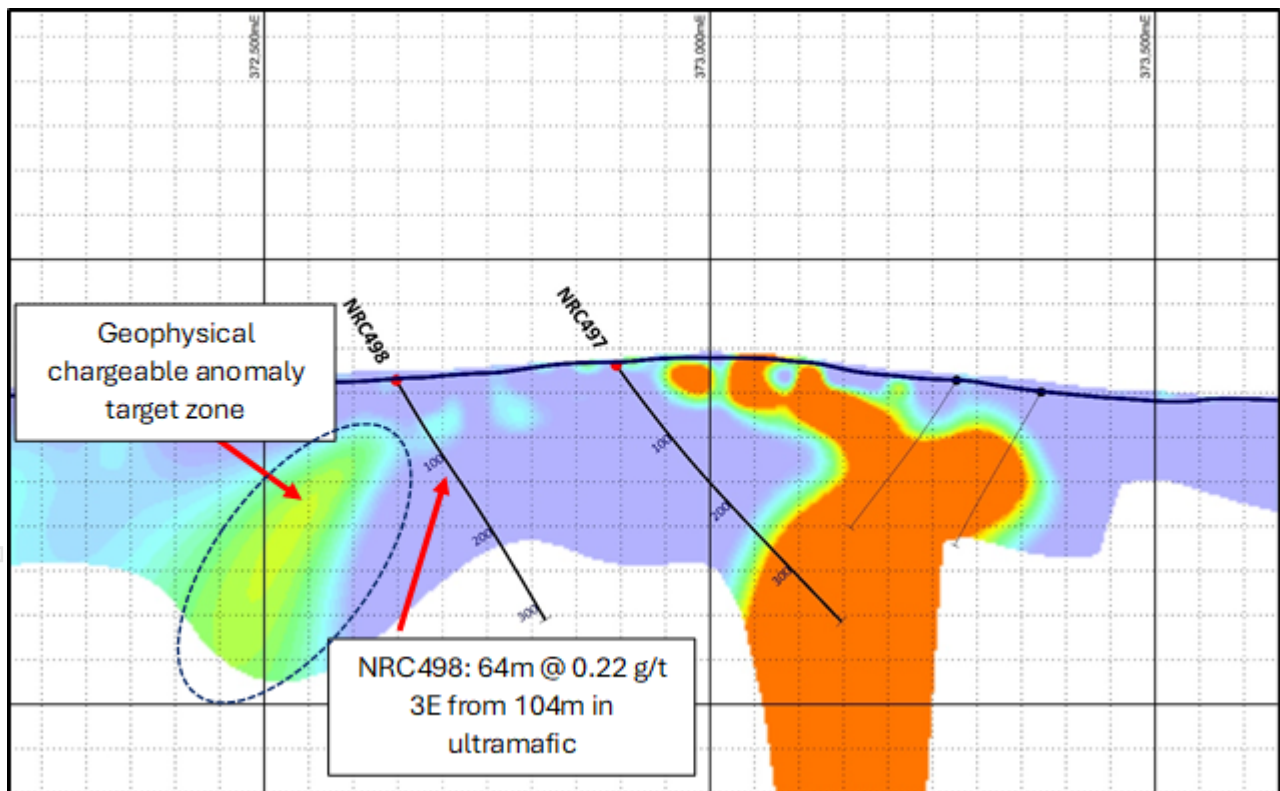 372,500mE
373,000mE
373,500mE
NRC498
NRC497
Geophysical
chargeable anomaly
target zone
100
200
300
100
200
300
NRC498: 64m @ 0.22 g/t
3E from 104m in
ultramafic